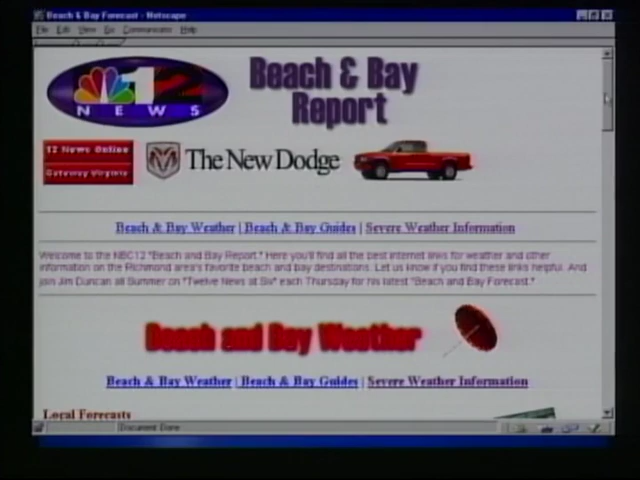 Beach & Bay Forecast - Netscape
File Edit View Go Communicator Help
12
NEWS
Beach & Bay
Report
12 News Online
Gateway Virginia
The New Dodge
Beach & Bay Weather | Beach & Bay Guides | Severe Weather Information
Welcome to the NBC12 "Beach and Bay Report." Here you'll find all the best internet links for weather and other
information on the Richmond area's favorite beach and bay destinations. Let us know if you find these links helpful. And
join Jim Duncan all Summer on "Twelve News at Six" each Thursday for his latest "Beach and Bay Forecast."
Beach and Bay Weather
Beach & Bay Weather | Beach & Bay Guides | Severe Weather Information
Local Forecasts
Document Done